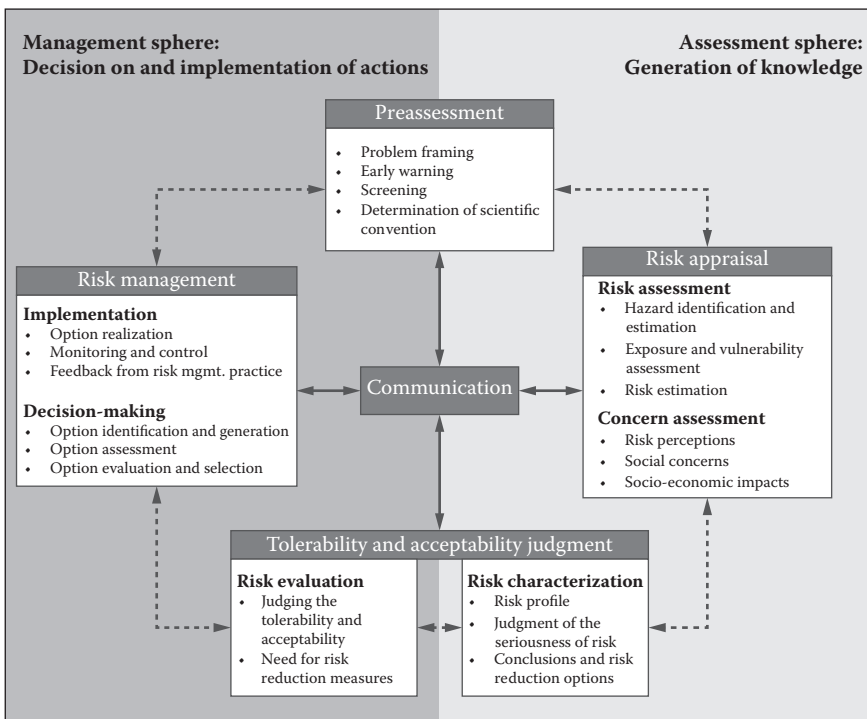 Management sphere:
Decision on and implementation of actions
Assessment sphere:
Generation of knowledge
Preassessment
• Problem framing
• Early warning
• Screening
• Determination of scientific
convention
Risk management
Implementation
• Option realization
• Monitoring and control
• Feedback from risk mgmt. practice
Decision-making
• Option identification and generation
• Option assessment
• Option evaluation and selection
Communication
Risk appraisal
Risk assessment
• Hazard identification and
estimation
• Exposure and vulnerability
assessment
• Risk estimation
Concern assessment
• Risk perceptions
• Social concerns
• Socio-economic impacts
Tolerability and acceptability judgment
Risk evaluation
• Judging the
tolerability and
acceptability
• Need for risk
reduction measures
Risk characterization
• Risk profile
• Judgment of the
seriousness of risk
• Conclusions and risk
reduction options